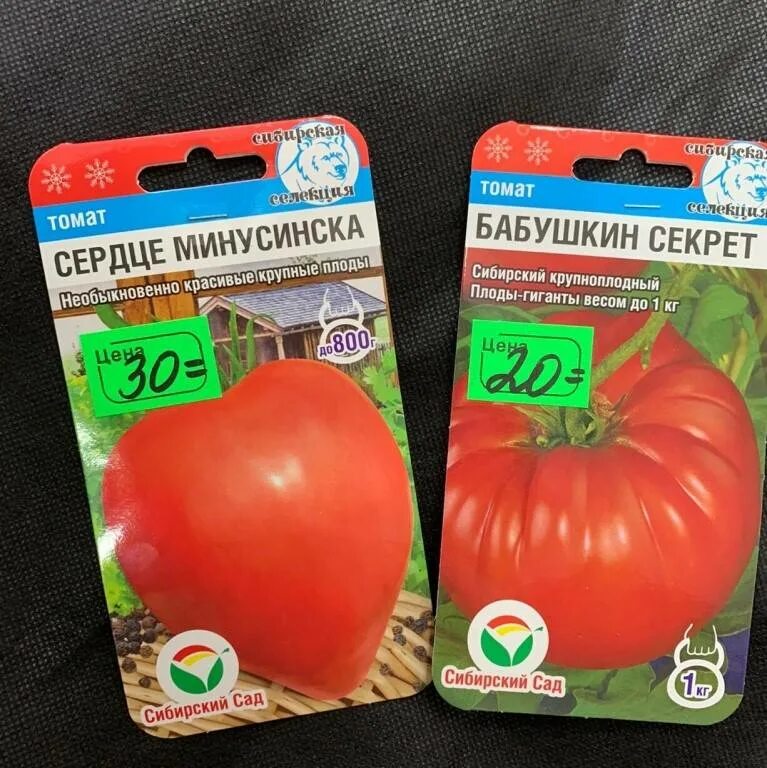 сибирская
селекция
томат
СЕРДЦЕ МИНУСИНСКА
Необыкновенно красивые крупные плоды
до 800г
Цена
30=
Сибирский Сад
сибирская
селекция
томат
БАБУШКИН СЕКРЕТ
Сибирский крупноплодный
Плоды-гиганты весом до 1 кг
Цена
20=
Сибирский Сад
1кг